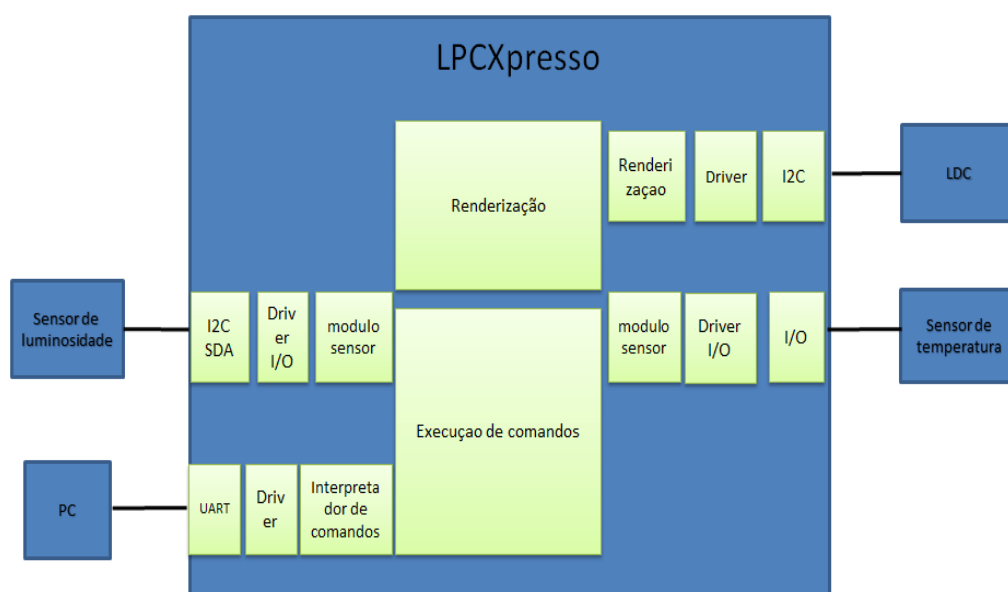 LPCXpresso
Renderização
Renderi
zaçao
Driver
I2C
LDC
Sensor de
luminosidade
I2C
SDA
Driv
er
I/O
modulo
sensor
Execuçao de comandos
modulo
sensor
Driver
I/O
I/O
Sensor de
temperatura
PC
UART
Driv
er
Interpreta
dor de
comandos